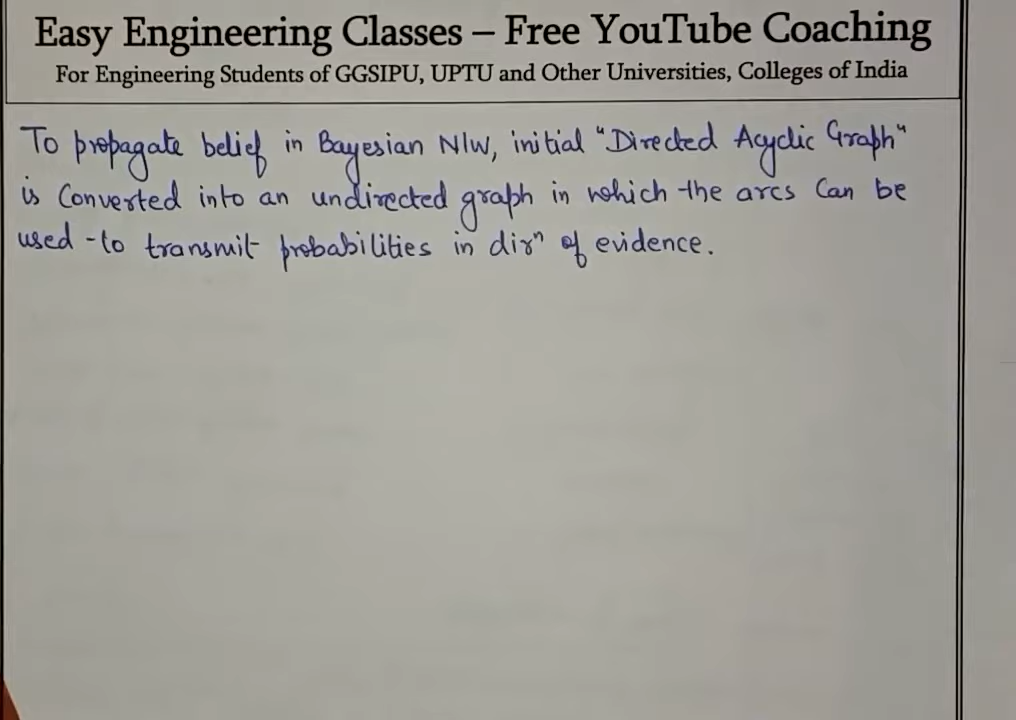 Easy Engineering Classes – Free YouTube Coaching
For Engineering Students of GGSIPU, UPTU and Other Universities, Colleges of India
To propagate belief in Bayesian N/W, initial "Directed Acyclic Graph"
is Converted into an undirected graph in which the arcs Can be
used to transmit probabilities in dirⁿ of evidence.